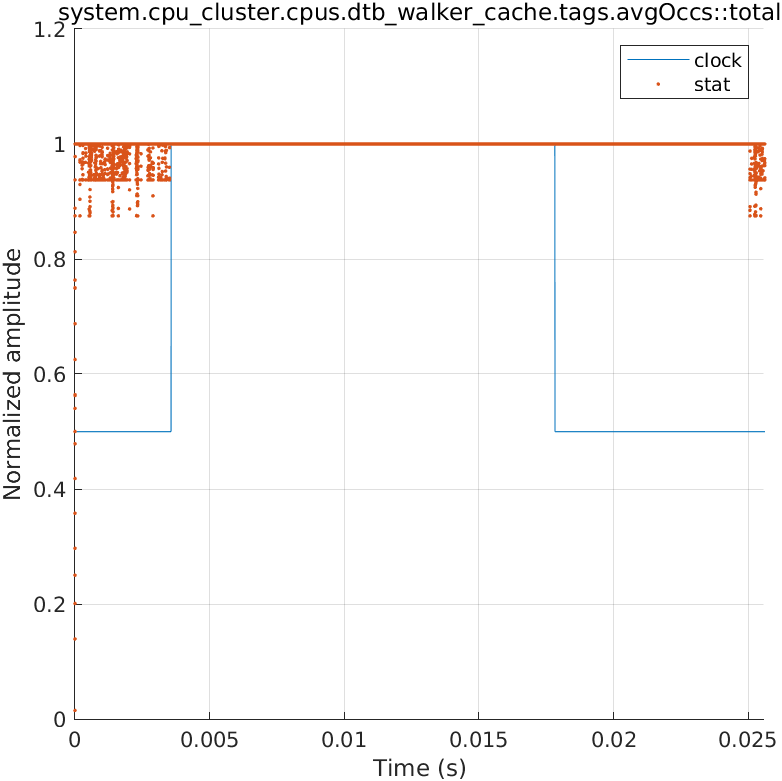 system.cpu_cluster.cpus.dtb_walker_cache.tags.avgOccs::total
1.2
clock
stat
1
0.8
0.6
0.4
0.2
0
Normalized amplitude
0
0.005
0.01
0.015
0.02
0.025
Time (s)